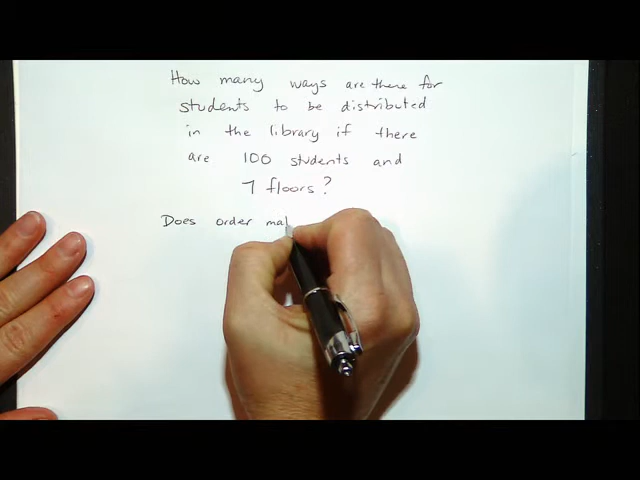 How many ways are there for
students to be distributed
in the library if there
are 100 students and
7 floors?
Does order mat